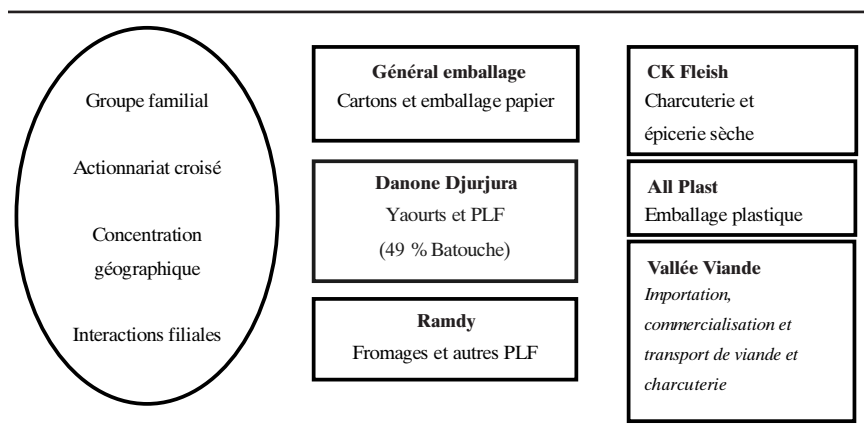 Groupe familial
Actionnariat croisé
Concentration
géographique
Interactions filiales
Général emballage
Cartons et emballage papier
Danone Djurjura
Yaourts et PLF
(49 % Batouche)
Ramdy
Fromages et autres PLF
CK Fleish
Charcuterie et
épicerie sèche
All Plast
Emballage plastique
Vallée Viande
Importation,
commercialisation et
transport de viande et
charcuterie